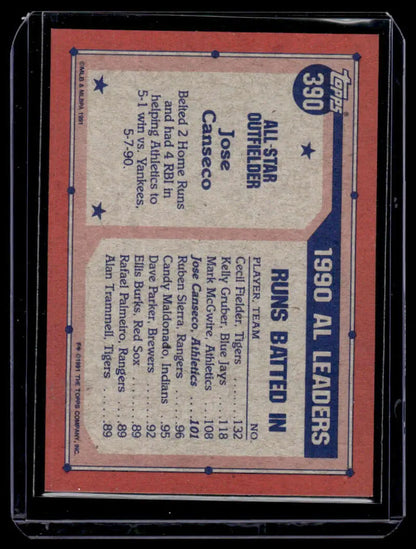 Topps®
390
1990 AL LEADERS
ALL-STAR
OUTFIELDER
Jose
Canseco
Belted 2 Home Runs
and had 4 RBI in
helping Athletics to
5-1 win vs. Yankees,
5-7-90.
RUNS BATTED IN
PLAYER, TEAM NO.
Cecil Fielder, Tigers 132
Kelly Gruber, Blue Jays 118
Mark McGwire, Athletics 108
Jose Canseco, Athletics 101
Ruben Sierra, Rangers 96
Candy Maldonado, Indians 95
Dave Parker, Brewers 92
Ellis Burks, Red Sox 89
Rafael Palmeiro, Rangers 89
Alan Trammell, Tigers 89
©MLB & MLBPA 1991
©1991 THE TOPPS COMPANY, INC.